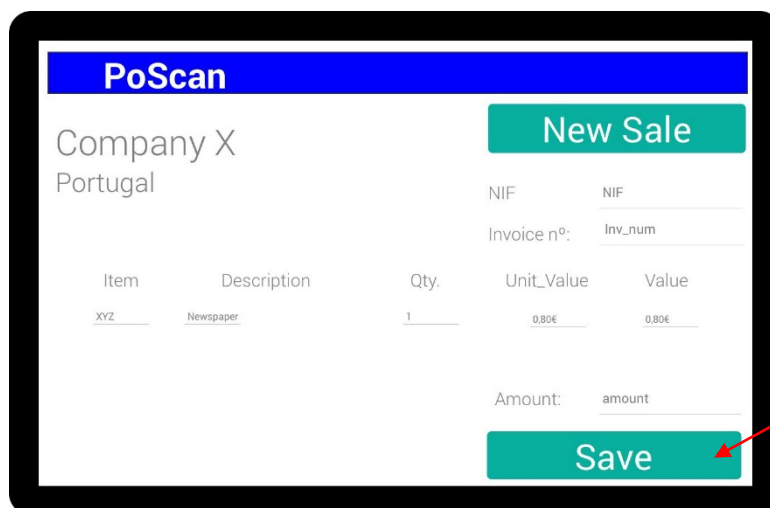 PoScan
Company X
New Sale
Portugal
NIF NIF
Invoice nº: Inv_num
Item Description Qty. Unit_Value Value
XYZ Newspaper 1 0,80€ 0,80€
Amount: amount
Save